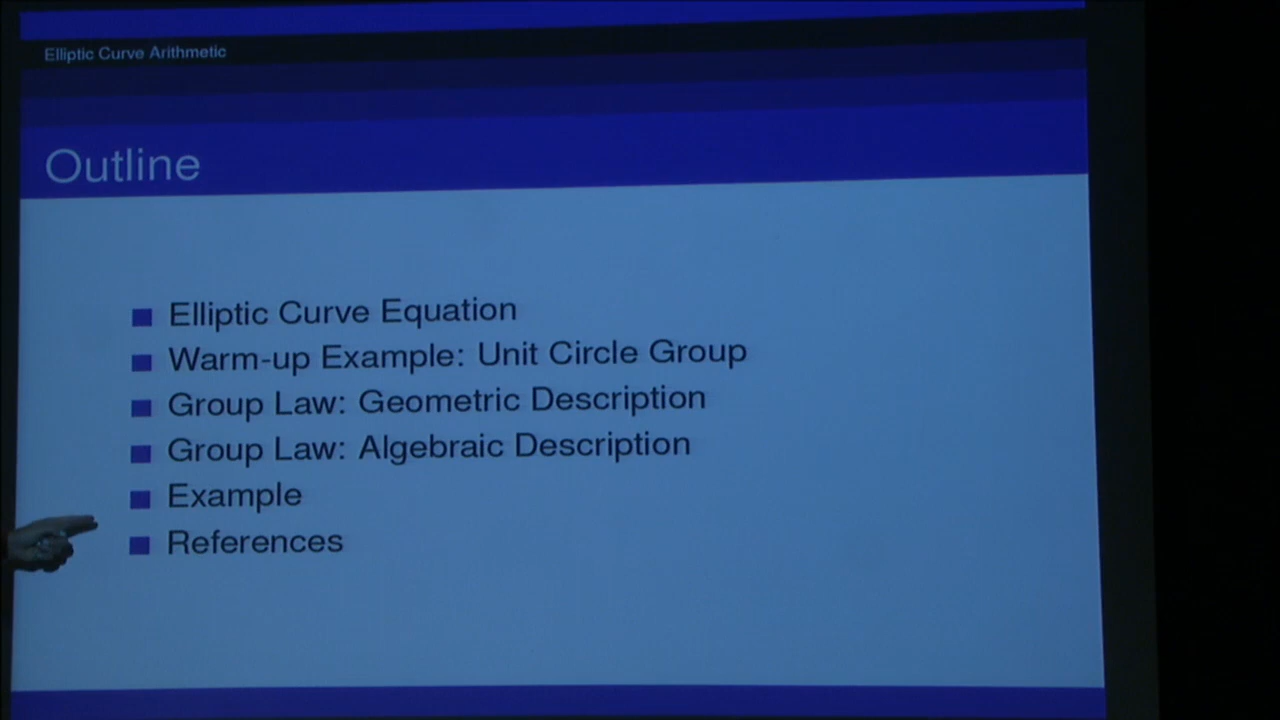 Elliptic Curve Arithmetic
Outline
Elliptic Curve Equation
Warm-up Example: Unit Circle Group
Group Law: Geometric Description
Group Law: Algebraic Description
Example
References